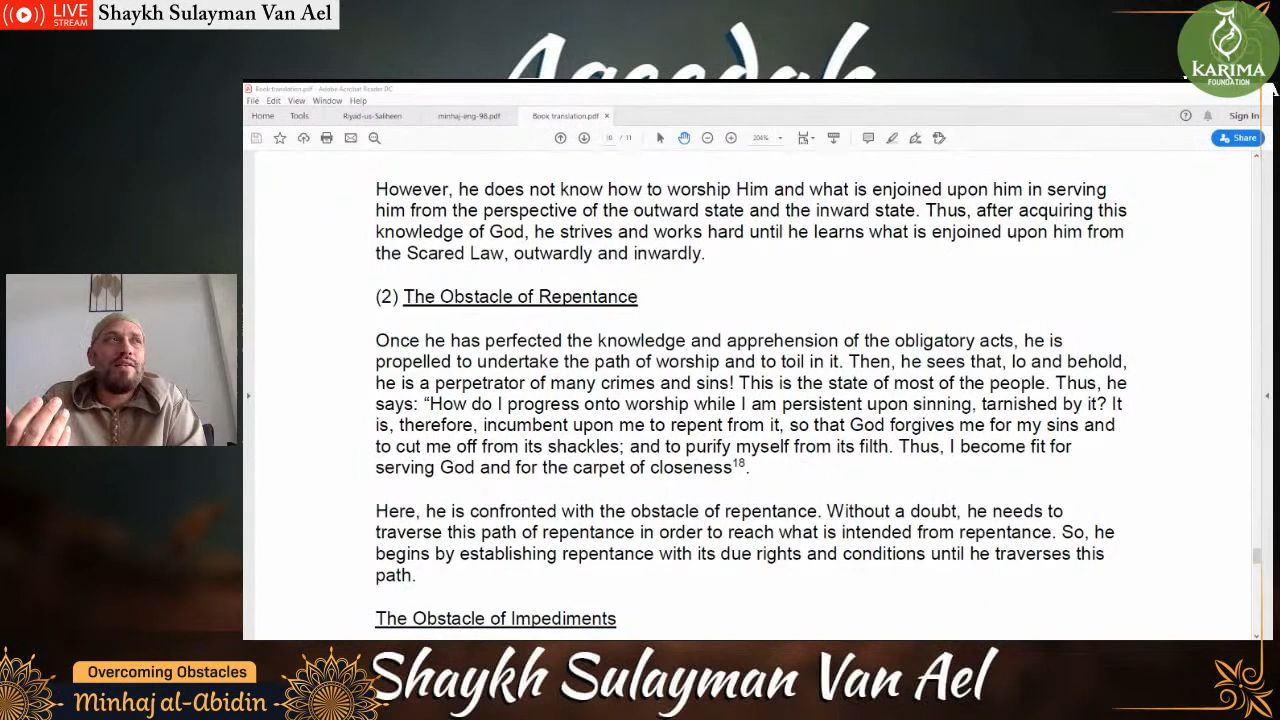 LIVE
STREAM
Shaykh Sulayman Van Ael
Aqeedah
KARIMA
FOUNDATION
Book translation.pdf - Adobe Acrobat Reader DC
File Edit View Window Help
Home Tools Riyad-us-Saliheen minhaj-eng-98.pdf Book translation.pdf × Sign In
10 / 11 204% Share
However, he does not know how to worship Him and what is enjoined upon him in serving
him from the perspective of the outward state and the inward state. Thus, after acquiring this
knowledge of God, he strives and works hard until he learns what is enjoined upon him from
the Scared Law, outwardly and inwardly.
(2) The Obstacle of Repentance
Once he has perfected the knowledge and apprehension of the obligatory acts, he is
propelled to undertake the path of worship and to toil in it. Then, he sees that, lo and behold,
he is a perpetrator of many crimes and sins! This is the state of most of the people. Thus, he
says: “How do I progress onto worship while I am persistent upon sinning, tarnished by it? It
is, therefore, incumbent upon me to repent from it, so that God forgives me for my sins and
to cut me off from its shackles; and to purify myself from its filth. Thus, I become fit for
serving God and for the carpet of closeness18.
Here, he is confronted with the obstacle of repentance. Without a doubt, he needs to
traverse this path of repentance in order to reach what is intended from repentance. So, he
begins by establishing repentance with its due rights and conditions until he traverses this
path.
The Obstacle of Impediments
Overcoming Obstacles
Minhaj al-Abidin
Shaykh Sulayman Van Ael